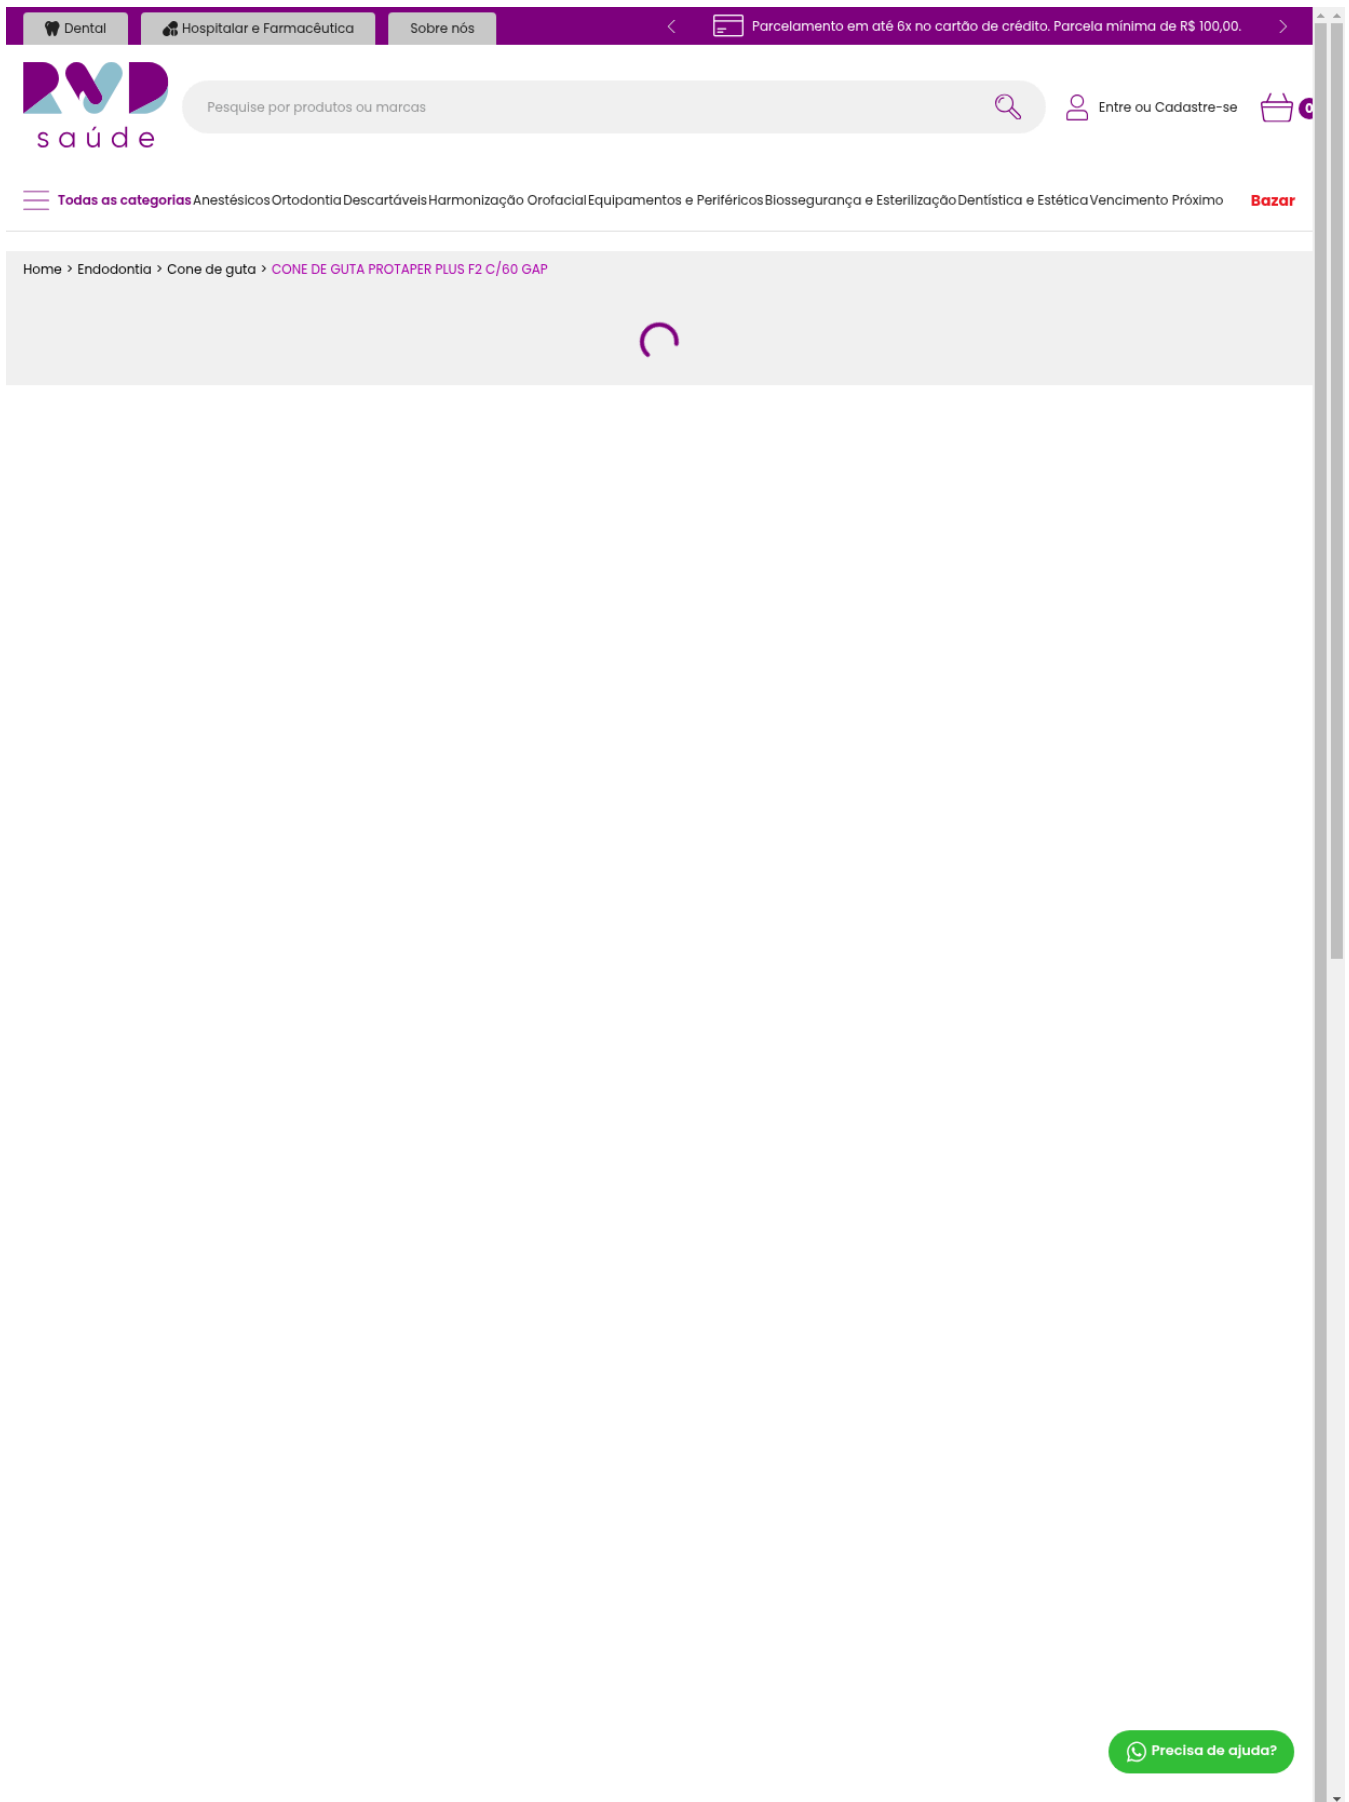 Dental
Hospitalar e Farmacêutica
Sobre nós
Parcelamento em até 6x no cartão de crédito. Parcela mínima de R$ 100,00.
RVD
saúde
Pesquise por produtos ou marcas
Entre ou Cadastre-se
0
Todas as categorias Anestésicos Ortodontia Descartáveis Harmonização Orofacial Equipamentos e Periféricos Biossegurança e Esterilização Dentística e Estética Vencimento Próximo Bazar
Home > Endodontia > Cone de guta > CONE DE GUTA PROTAPER PLUS F2 C/60 GAP
Precisa de ajuda?